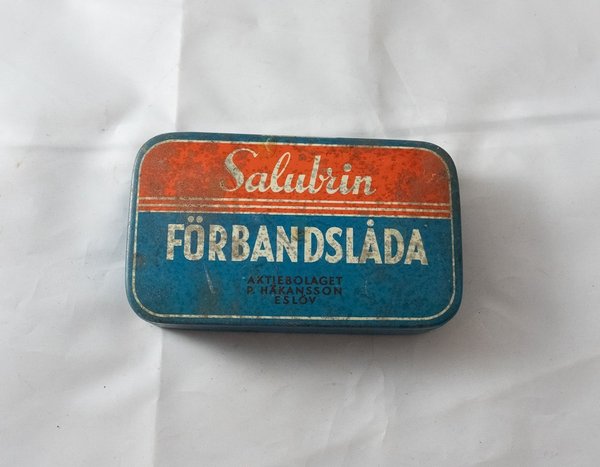 Salubrin
FÖRBANDSLÅDA
AKTIEBOLAGET
P. HÅKANSSON
ESLÖV